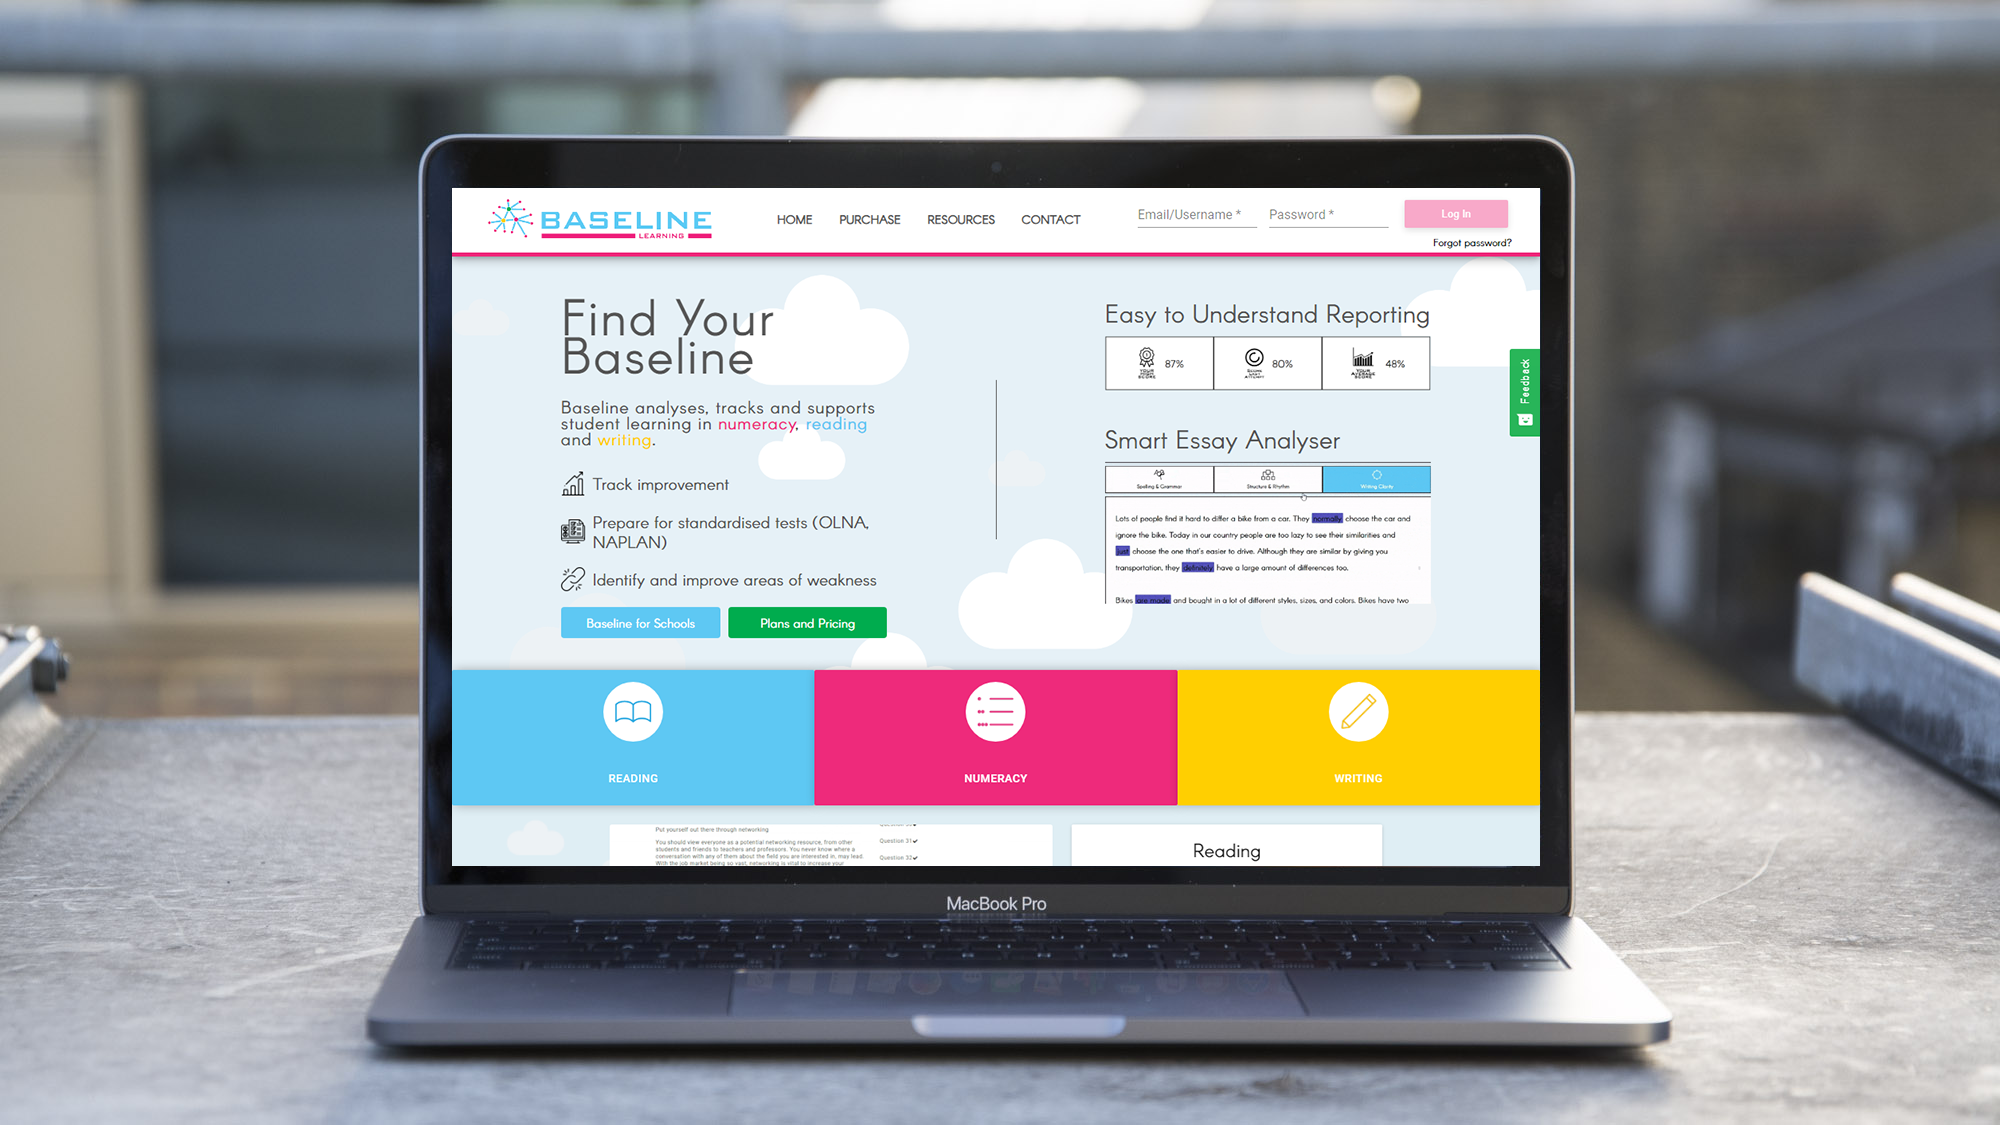 BASELINE
LEARNING
HOME PURCHASE RESOURCES CONTACT
Email/Username * Password * Log In
Forgot password?
Find Your
Baseline
Baseline analyses, tracks and supports
student learning in numeracy, reading
and writing.
Track improvement
Prepare for standardised tests (OLNA,
NAPLAN)
Identify and improve areas of weakness
Baseline for Schools Plans and Pricing
Easy to Understand Reporting
87% 80% 48%
YOUR AVERAGE SCORE
Smart Essay Analyser
Spelling & Grammar Structure & Rhythm Writing Clarity
Lots of people find it hard to differ a bike from a car. They normally choose the car and
ignore the bike. Today in our country people are too lazy to see their similarities and
just choose the one that's easier to drive. Although they are similar by giving you
transportation, they definitely have a large amount of differences too.
Bikes are made and bought in a lot of different styles, sizes, and colors. Bikes have two
Feedback
READING NUMERACY WRITING
Put yourself out there through networking
You should view everyone as a potential networking resource, from other
students and friends to teachers and professors. You never know where a
conversation with any of them about the field you are interested in, may lead.
With the job market being so vast, networking is vital to increase your
Question 31
Question 32
Reading
MacBook Pro